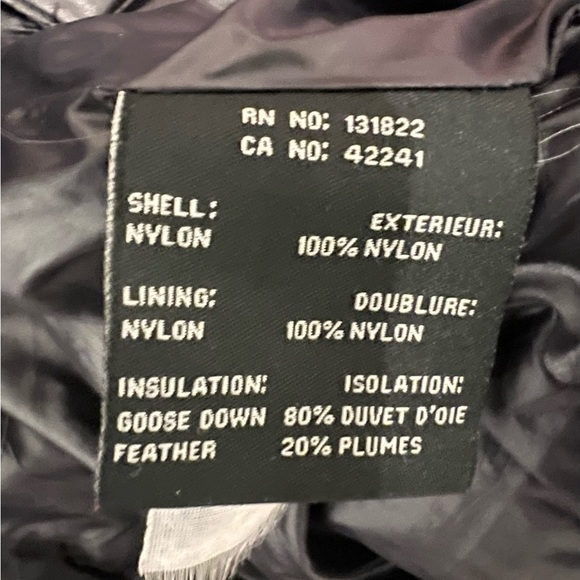 RN NO: 131822
CA NO: 42241
SHELL: EXTERIEUR:
NYLON 100% NYLON
LINING: DOUBLURE:
NYLON 100% NYLON
INSULATION: ISOLATION:
GOOSE DOWN 80% DUVET D'OIE
FEATHER 20% PLUMES